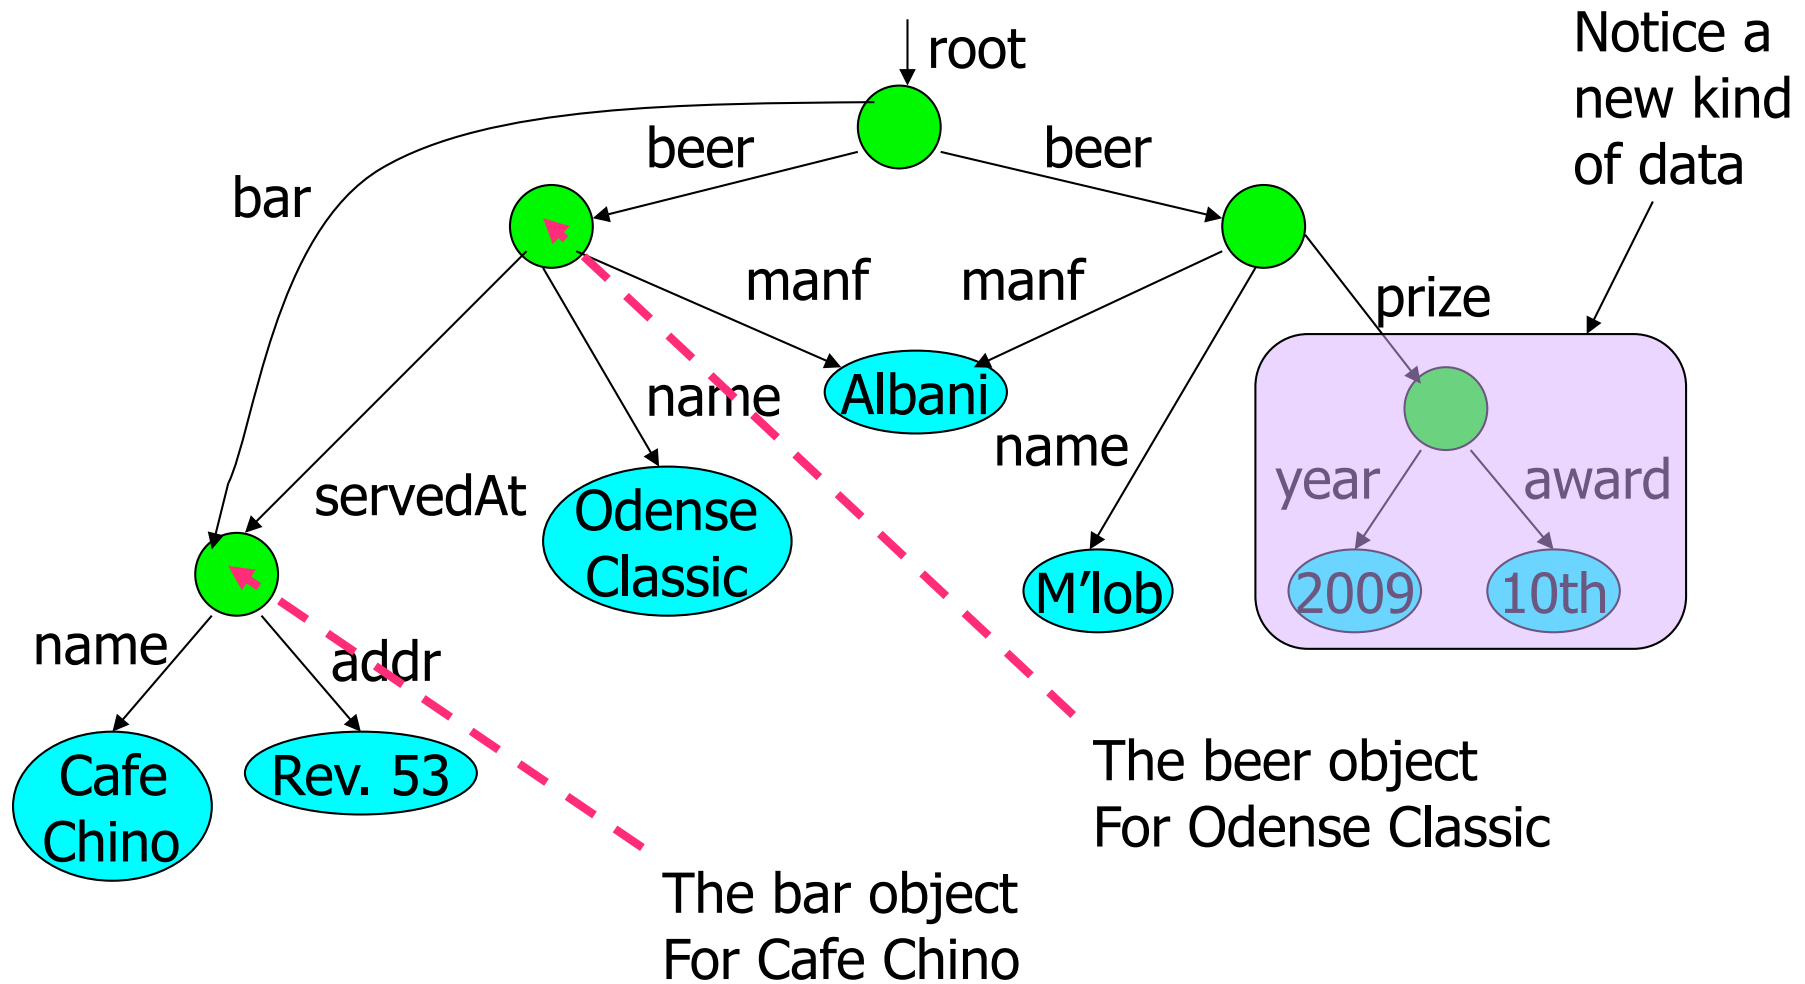 root
Notice a
new kind
of data
beer
beer
bar
manf
manf
prize
name
Albani
name
year
award
servedAt
Odense
Classic
M’lob
2009
10th
name
addr
Cafe
Chino
Rev. 53
The beer object
For Odense Classic
The bar object
For Cafe Chino